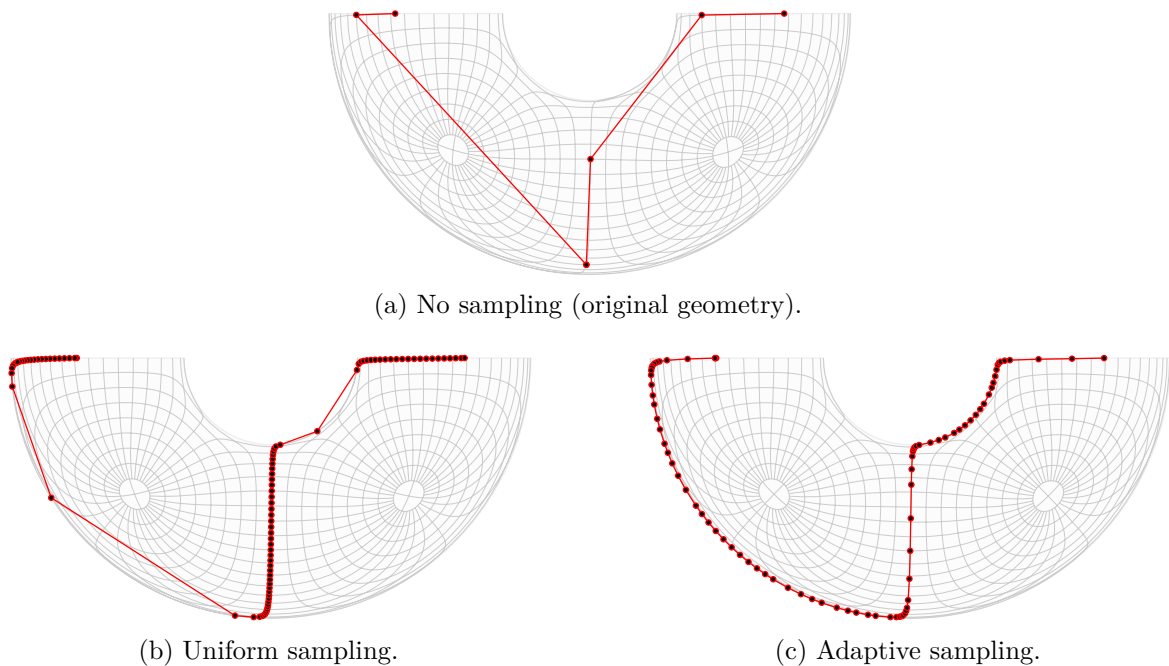 (a) No sampling (original geometry).
(b) Uniform sampling.
(c) Adaptive sampling.